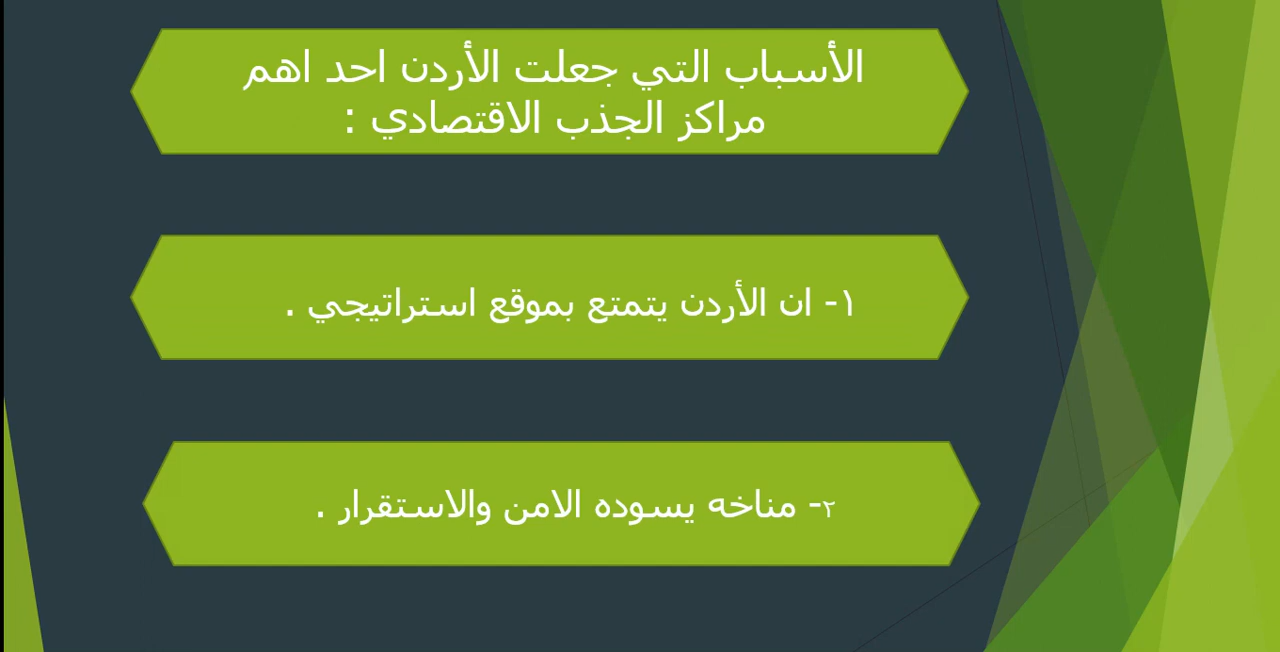 الأسباب التي جعلت الأردن احد اهم
مراكز الجذب الاقتصادي :
١- ان الأردن يتمتع بموقع استراتيجي .
٢- مناخه يسوده الامن والاستقرار .